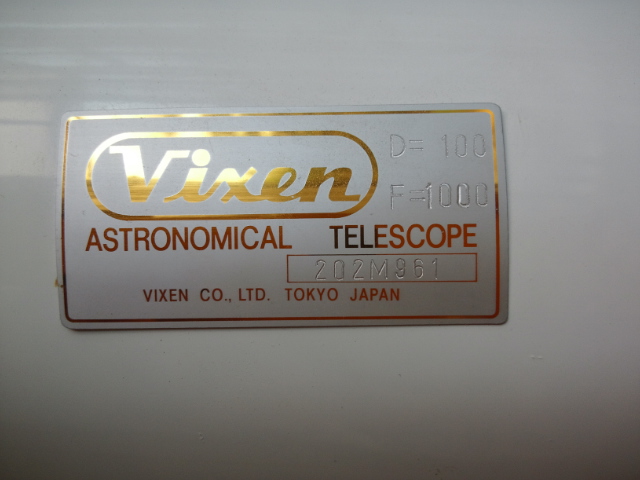 Vixen
D= 100
F=1000
ASTRONOMICAL TELESCOPE
202M961
VIXEN CO., LTD. TOKYO JAPAN